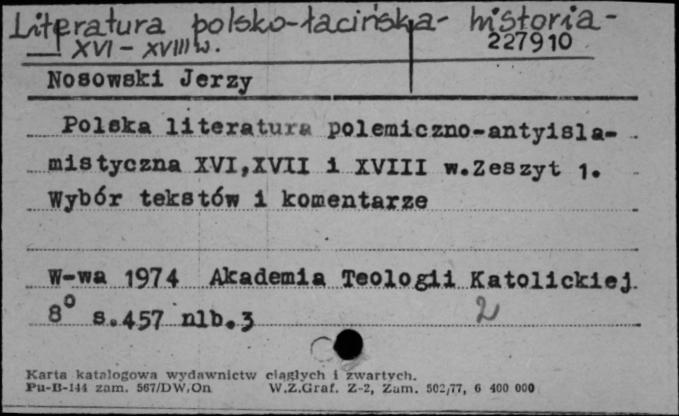 Literatura polsko-łacińska- historia-
— XVI - XVIII w.
227910
Nosowski Jerzy
Polska literatura polemiczno-antyisla-
mistyczna XVI,XVII i XVIII w.Zeszyt 1.
Wybór tekstów i komentarze
W-wa 1974 Akademia Teologii Katolickiej
8⁰ s.457 nlb.3
2
Karta katalogowa wydawnictw ciągłych i zwartych.
Pu-B-144 zam. 567/DW,On W.Z.Graf. Z-2, Zam. 502/77, 6 400 000